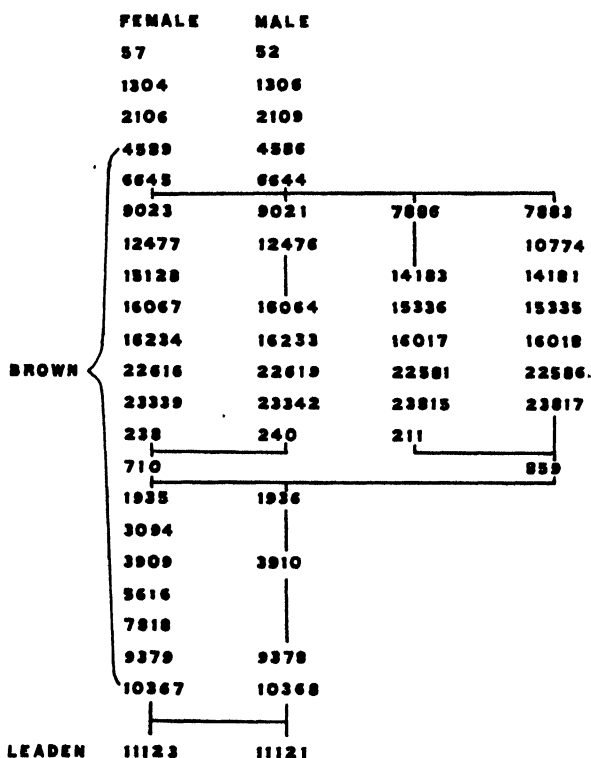 FEMALE MALE
57 52
1304 1306
2106 2109
4589 4586
6645 6644
9023 9021 7886 7883
12477 12476 10774
15128 14183 14181
16067 16064 15336 15335
16234 16233 16017 16018
BROWN 22616 22619 22581 22586.
23339 23342 23815 23817
238 240 211
710 859
1935 1936
3094
3909 3910
5616
7818
9379 9378
10367 10368
LEADEN 11123 11121